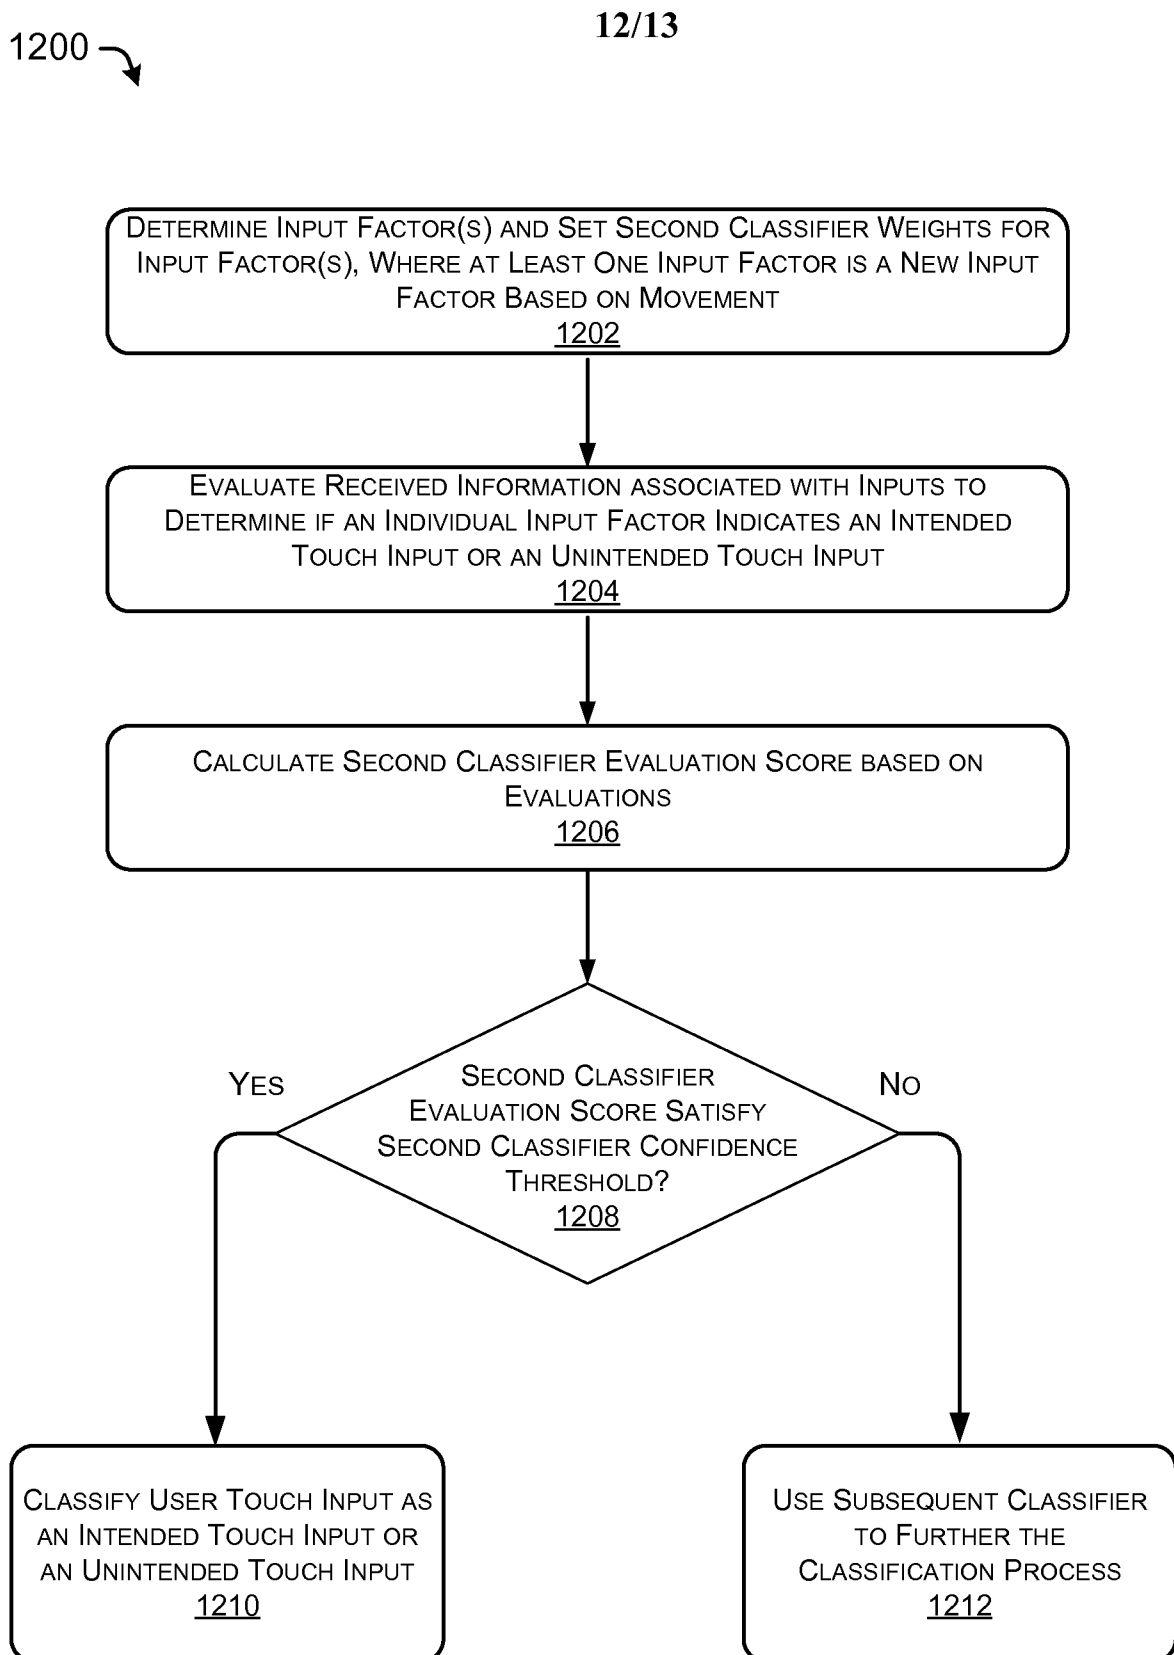 12/13
1200
DETERMINE INPUT FACTOR(S) AND SET SECOND CLASSIFIER WEIGHTS FOR
INPUT FACTOR(S), WHERE AT LEAST ONE INPUT FACTOR IS A NEW INPUT
FACTOR BASED ON MOVEMENT
1202
EVALUATE RECEIVED INFORMATION ASSOCIATED WITH INPUTS TO
DETERMINE IF AN INDIVIDUAL INPUT FACTOR INDICATES AN INTENDED
TOUCH INPUT OR AN UNINTENDED TOUCH INPUT
1204
CALCULATE SECOND CLASSIFIER EVALUATION SCORE BASED ON
EVALUATIONS
1206
YES
NO
SECOND CLASSIFIER
EVALUATION SCORE SATISFY
SECOND CLASSIFIER CONFIDENCE
THRESHOLD?
1208
CLASSIFY USER TOUCH INPUT AS
AN INTENDED TOUCH INPUT OR
AN UNINTENDED TOUCH INPUT
1210
USE SUBSEQUENT CLASSIFIER
TO FURTHER THE
CLASSIFICATION PROCESS
1212